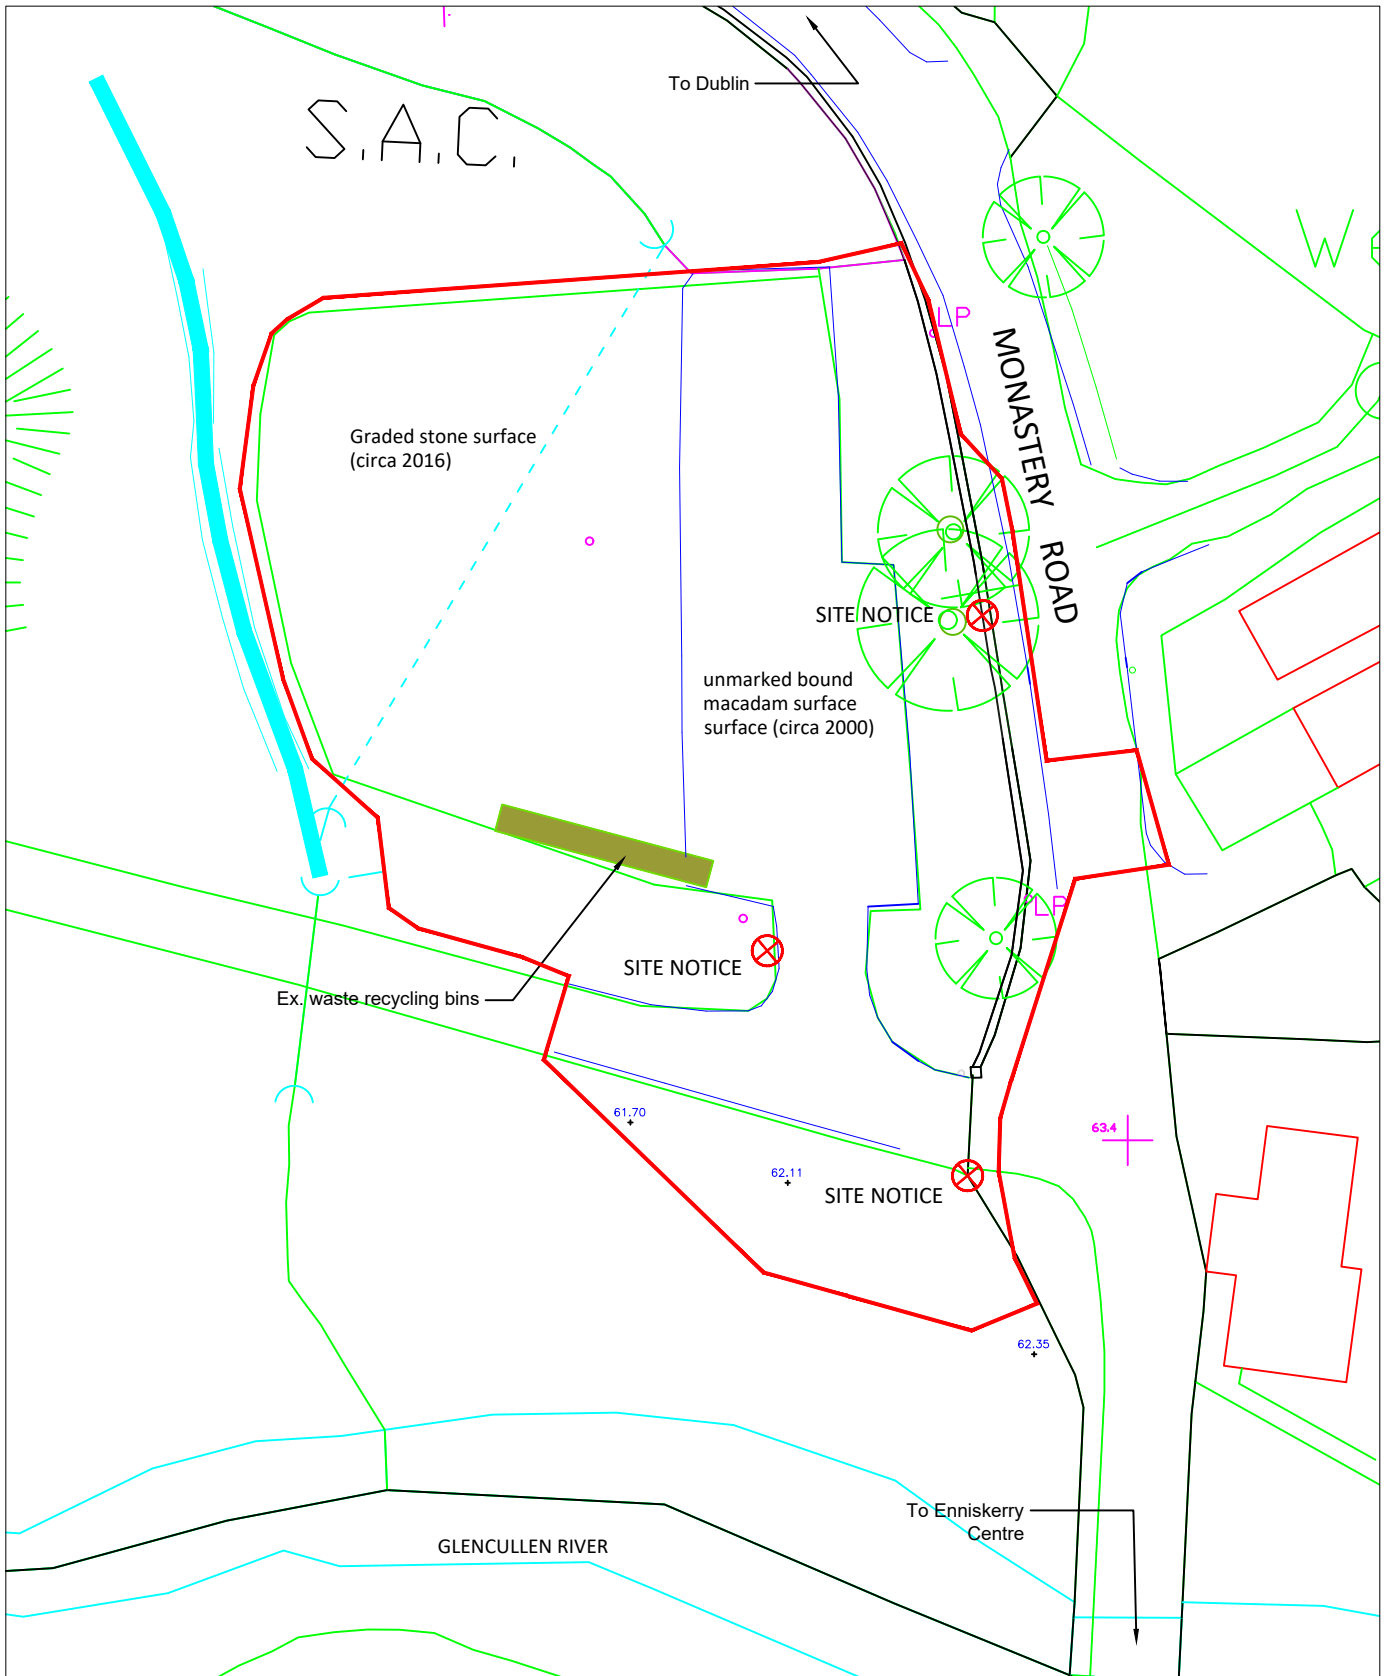 To Dublin
S.A.C.
W
LP
MONASTERY ROAD
Graded stone surface
(circa 2016)
SITE NOTICE
unmarked bound
macadam surface
surface (circa 2000)
LP
SITE NOTICE
Ex. waste recycling bins
61.70
63.4
62.11
SITE NOTICE
62.35
To Enniskerry
Centre
GLENCULLEN RIVER